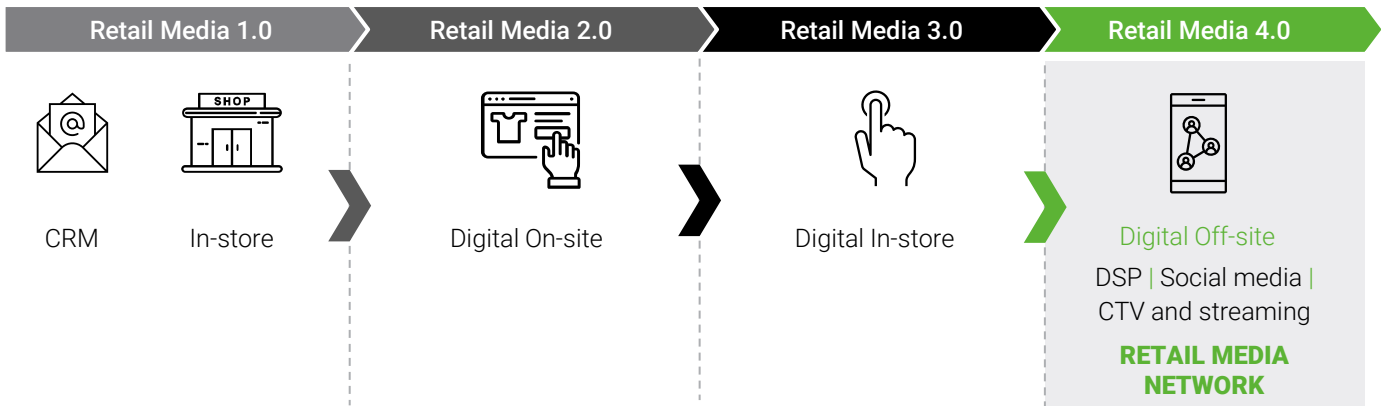 Retail Media 1.0
Retail Media 2.0
Retail Media 3.0
Retail Media 4.0
SHOP
CRM
In-store
Digital On-site
Digital In-store
Digital Off-site
DSP | Social media |
CTV and streaming
RETAIL MEDIA
NETWORK